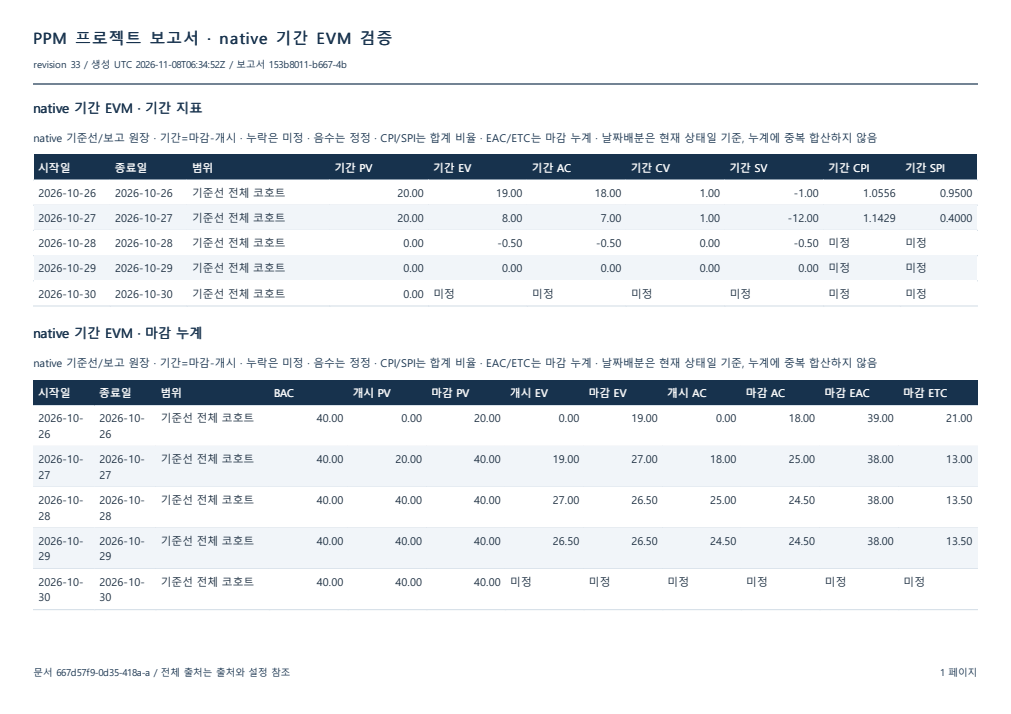 PPM 프로젝트 보고서 · native 기간 EVM 검증
revision 33 / 생성 UTC 2026-11-08T06:34:52Z / 보고서 153b8011-b667-4b
native 기간 EVM · 기간 지표
native 기준선/보고 원장 · 기간=마감-개시 · 누락은 미정 · 음수는 정정 · CPI/SPI는 합계 비율 · EAC/ETC는 마감 누계 · 날짜배분은 현재 상태일 기준, 누계에 중복 합산하지 않음
시작일 종료일 범위 기간 PV 기간 EV 기간 AC 기간 CV 기간 SV 기간 CPI 기간 SPI
2026-10-26 2026-10-26 기준선 전체 코호트 20.00 19.00 18.00 1.00 -1.00 1.0556 0.9500
2026-10-27 2026-10-27 기준선 전체 코호트 20.00 8.00 7.00 1.00 -12.00 1.1429 0.4000
2026-10-28 2026-10-28 기준선 전체 코호트 0.00 -0.50 -0.50 0.00 -0.50 미정 미정
2026-10-29 2026-10-29 기준선 전체 코호트 0.00 0.00 0.00 0.00 0.00 미정 미정
2026-10-30 2026-10-30 기준선 전체 코호트 0.00 미정 미정 미정 미정 미정 미정
native 기간 EVM · 마감 누계
native 기준선/보고 원장 · 기간=마감-개시 · 누락은 미정 · 음수는 정정 · CPI/SPI는 합계 비율 · EAC/ETC는 마감 누계 · 날짜배분은 현재 상태일 기준, 누계에 중복 합산하지 않음
시작일 종료일 범위 BAC 개시 PV 마감 PV 개시 EV 마감 EV 개시 AC 마감 AC 마감 EAC 마감 ETC
2026-10- 2026-10- 기준선 전체 코호트 40.00 0.00 20.00 0.00 19.00 0.00 18.00 39.00 21.00
26 26
2026-10- 2026-10- 기준선 전체 코호트 40.00 20.00 40.00 19.00 27.00 18.00 25.00 38.00 13.00
27 27
2026-10- 2026-10- 기준선 전체 코호트 40.00 40.00 40.00 27.00 26.50 25.00 24.50 38.00 13.50
28 28
2026-10- 2026-10- 기준선 전체 코호트 40.00 40.00 40.00 26.50 26.50 24.50 24.50 38.00 13.50
29 29
2026-10- 2026-10- 기준선 전체 코호트 40.00 40.00 40.00 미정 미정 미정 미정 미정 미정
30 30
문서 667d57f9-0d35-418a-a / 전체 출처는 출처와 설정 참조
1 페이지